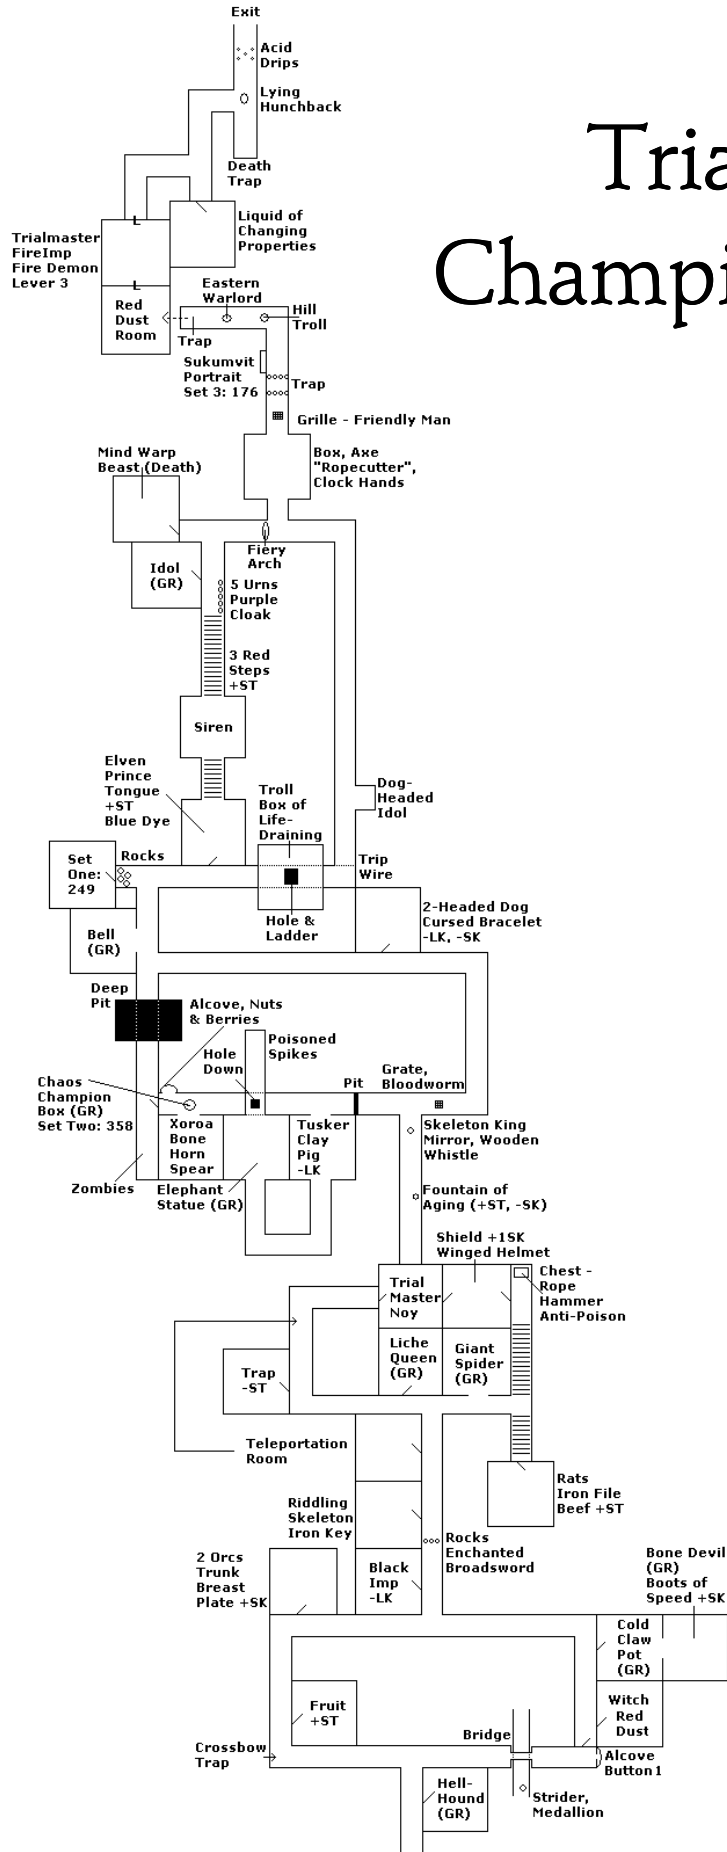 Exit
Acid
Drips
Lying
Hunchback
Death
Trap
Tria
Champi
Liquid of
Changing
Properties
Trialmaster
FireImp
Fire Demon
Lever 3
L
L
Eastern
Warlord
Red
Dust
Room
Hill
Troll
Trap
Sukumvit
Portrait
Set 3: 176
Trap
Grille - Friendly Man
Mind Warp
Beast (Death)
Box, Axe
"Ropecutter",
Clock Hands
Fiery
Arch
Idol
(GR)
5 Urns
Purple
Cloak
3 Red
Steps
+ST
Siren
Elven
Prince
Tongue
+ST
Blue Dye
Troll
Box of
Life-
Draining
Dog-
Headed
Idol
Set
One:
249
Rocks
Trip
Wire
Hole &
Ladder
2-Headed Dog
Cursed Bracelet
-LK, -SK
Bell
(GR)
Deep
Pit
Alcove, Nuts
& Berries
Hole
Down
Poisoned
Spikes
Pit
Grate,
Bloodworm
Chaos
Champion
Box (GR)
Set Two: 358
Xoroa
Bone
Horn
Spear
Tusker
Clay
Pig
-LK
Skeleton King
Mirror, Wooden
Whistle
Zombies
Elephant
Statue (GR)
Fountain of
Aging (+ST, -SK)
Shield +1SK
Winged Helmet
Trial
Master
Noy
Chest -
Rope
Hammer
Anti-Poison
Liche
Queen
(GR)
Giant
Spider
(GR)
Trap
-ST
Teleportation
Room
Rats
Iron File
Beef +ST
Riddling
Skeleton
Iron Key
Rocks
Enchanted
Broadsword
2 Orcs
Trunk
Breast
Plate +SK
Black
Imp
-LK
Bone Devil
(GR)
Boots of
Speed +SK
Cold
Claw
Pot
(GR)
Fruit
+ST
Witch
Red
Dust
Crossbow
Trap
Bridge
Alcove
Button1
Hell-
Hound
(GR)
Strider,
Medallion